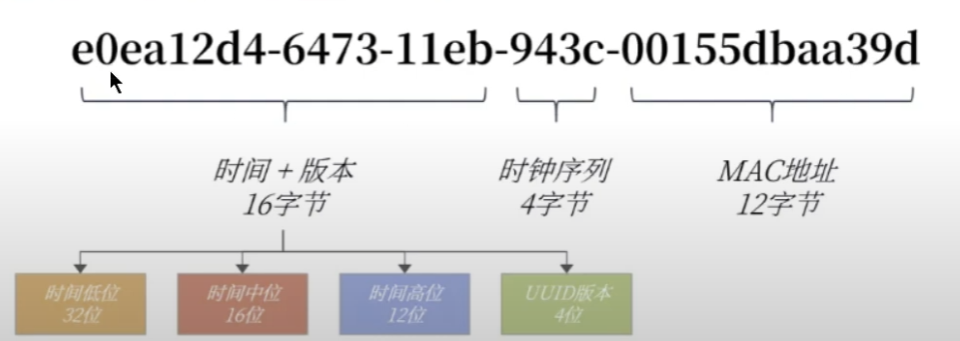 e0ea12d4-6473-11eb-943c-00155dbaa39d
时间 + 版本
16字节
时钟序列
4字节
MAC地址
12字节
时间低位
32位
时间中位
16位
时间高位
12位
UUID版本
4位